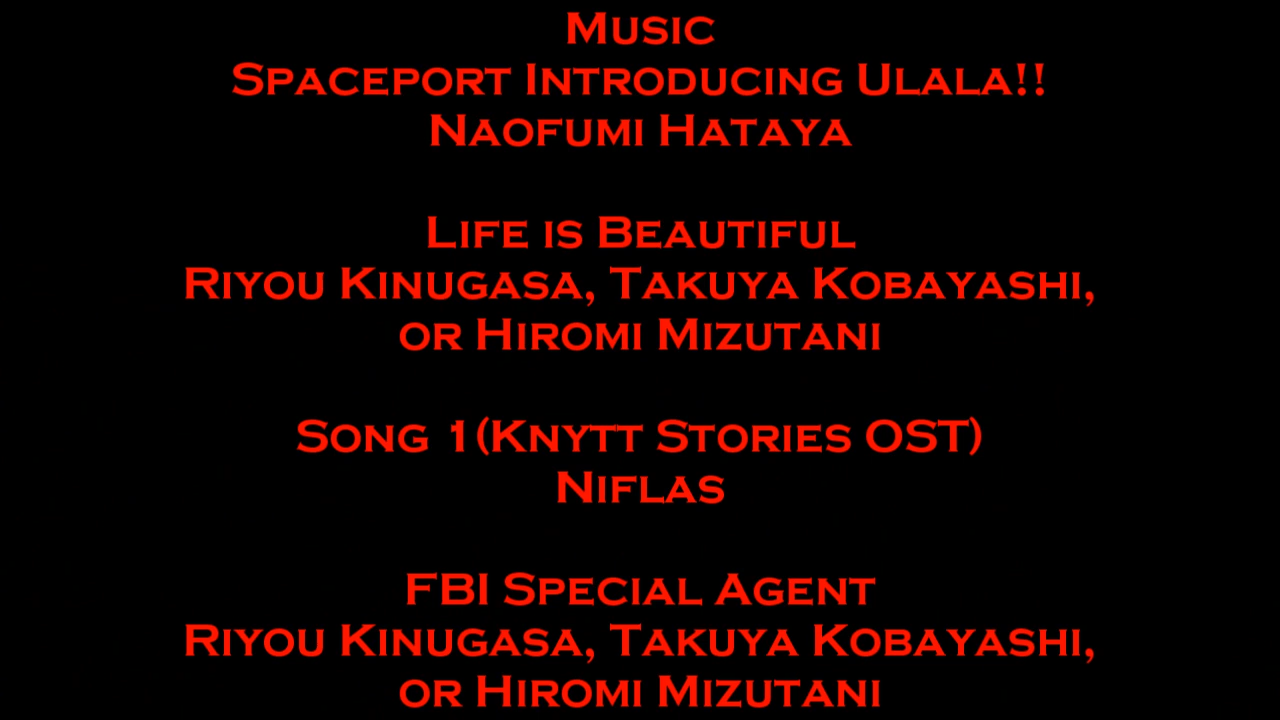 Music
Spaceport Introducing Ulala!!
Naofumi Hataya
Life is Beautiful
Riyou Kinugasa, Takuya Kobayashi,
or Hiromi Mizutani
Song 1(Knytt Stories OST)
Niflas
FBI Special Agent
Riyou Kinugasa, Takuya Kobayashi,
or Hiromi Mizutani